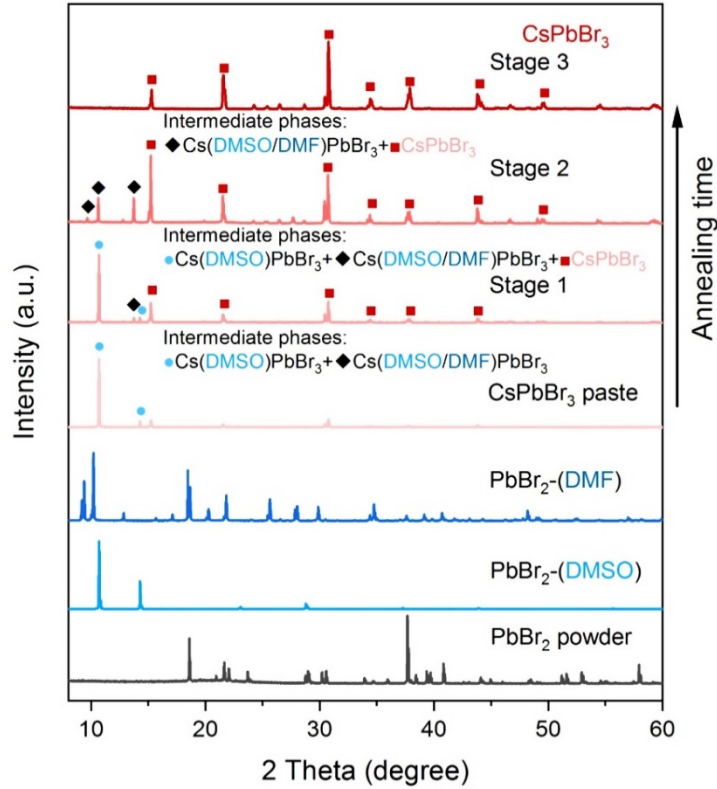 CsPbBr₃
Stage 3
Intermediate phases:
◆Cs(DMSO/DMF)PbBr₃+■CsPbBr₃
Stage 2
Intermediate phases:
●Cs(DMSO)PbBr₃+◆Cs(DMSO/DMF)PbBr₃+■CsPbBr₃
Stage 1
Intermediate phases:
●Cs(DMSO)PbBr₃+◆Cs(DMSO/DMF)PbBr₃
CsPbBr₃ paste
PbBr₂-(DMF)
PbBr₂-(DMSO)
PbBr₂ powder
Intensity (a.u.)
Annealing time
10 20 30 40 50 60
2 Theta (degree)